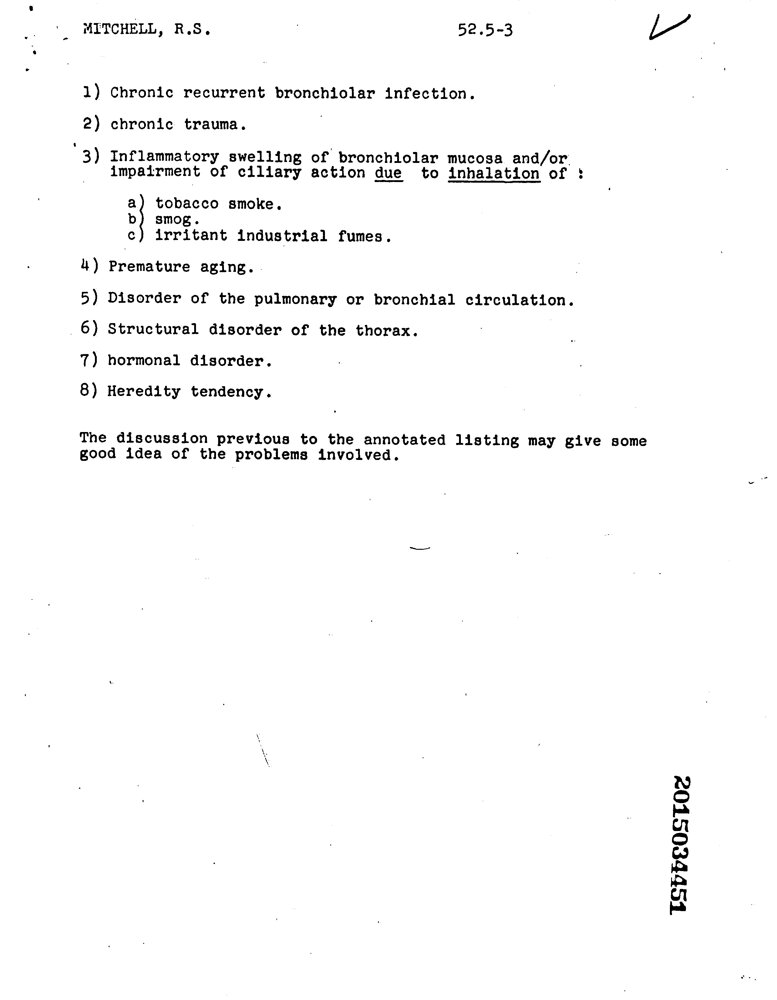 MITCHELL, R.S. 52.5-3
1) Chronic recurrent bronchiolar infection.
2) chronic trauma.
3) Inflammatory swelling of bronchiolar mucosa and/or
impairment of ciliary action due to inhalation of :
a) tobacco smoke.
b) smog.
c) irritant industrial fumes.
4) Premature aging.
5) Disorder of the pulmonary or bronchial circulation.
6) Structural disorder of the thorax.
7) hormonal disorder.
8) Heredity tendency.
The discussion previous to the annotated listing may give some
good idea of the problems involved.
2015034451